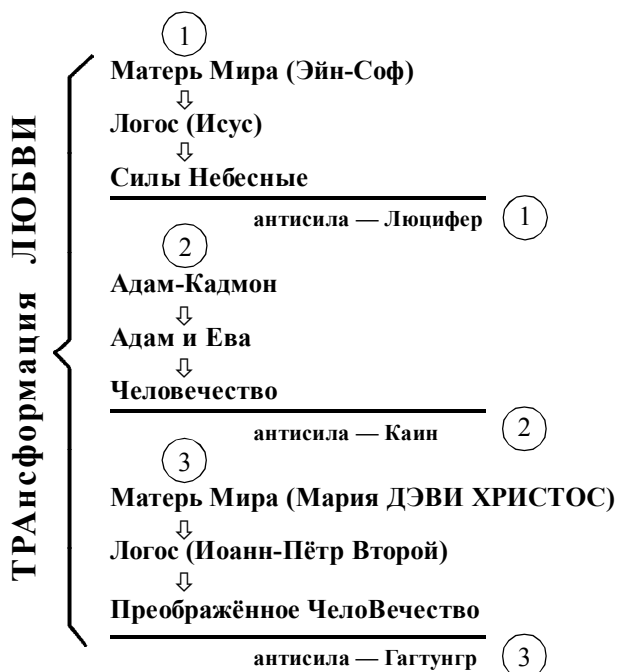 ТРАнсформация ЛЮБВИ
1
Матерь Мира (Эйн-Соф)
⇩
Логос (Исус)
⇩
Силы Небесные
антисила — Люцифер 1
2
Адам-Кадмон
⇩
Адам и Ева
⇩
Человечество
антисила — Каин 2
3
Матерь Мира (Мария ДЭВИ ХРИСТОС)
⇩
Логос (Иоанн-Пётр Второй)
⇩
Преображённое ЧелоВечество
антисила — Гагтунгр 3